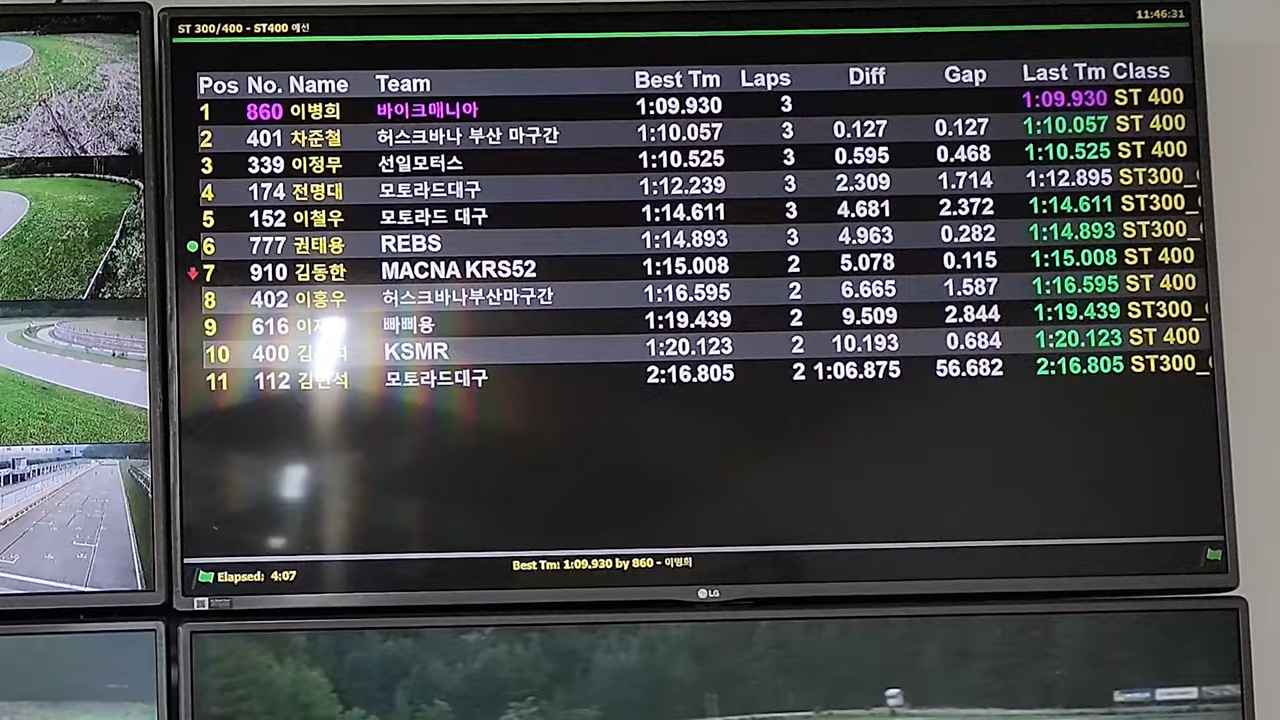 ST 300/400 - ST400 예선 11:46:31
Pos No. Name Team Best Tm Laps Diff Gap Last Tm Class
1 860 이병희 바이크매니아 1:09.930 3 1:09.930 ST 400
2 401 차준철 허스크바나 부산 마구간 1:10.057 3 0.127 0.127 1:10.057 ST 400
3 339 이정무 선일모터스 1:10.525 3 0.595 0.468 1:10.525 ST 400
4 174 전명대 모토라드대구 1:12.239 3 2.309 1.714 1:12.895 ST300_
5 152 이철우 모토라드 대구 1:14.611 3 4.681 2.372 1:14.611 ST300_
6 777 권태용 REBS 1:14.893 3 4.963 0.282 1:14.893 ST300_
7 910 김동한 MACNA KRS52 1:15.008 2 5.078 0.115 1:15.008 ST 400
8 402 이홍우 허스크바나부산마구간 1:16.595 2 6.665 1.587 1:16.595 ST 400
9 616 빠삐용 1:19.439 2 9.509 2.844 1:19.439 ST300_
10 400 KSMR 1:20.123 2 10.193 0.684 1:20.123 ST 400
11 112 모토라드대구 2:16.805 2 1:06.875 56.682 2:16.805 ST300_
Best Tm: 1:09.930 by 860 - 이병희
Elapsed: 4:07
LG